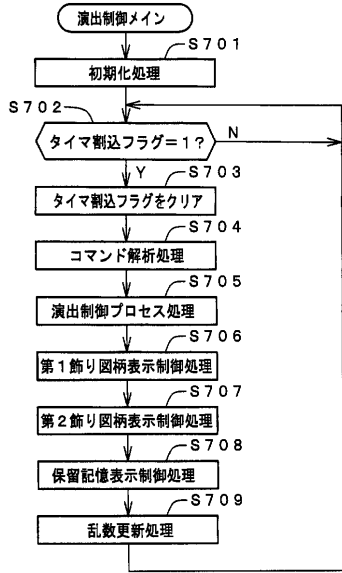 演出制御メイン
S701
初期化処理
S702
タイマ割込フラグ=1?
N
Y
S703
タイマ割込フラグをクリア
S704
コマンド解析処理
S705
演出制御プロセス処理
S706
第1飾り図柄表示制御処理
S707
第2飾り図柄表示制御処理
S708
保留記憶表示制御処理
S709
乱数更新処理